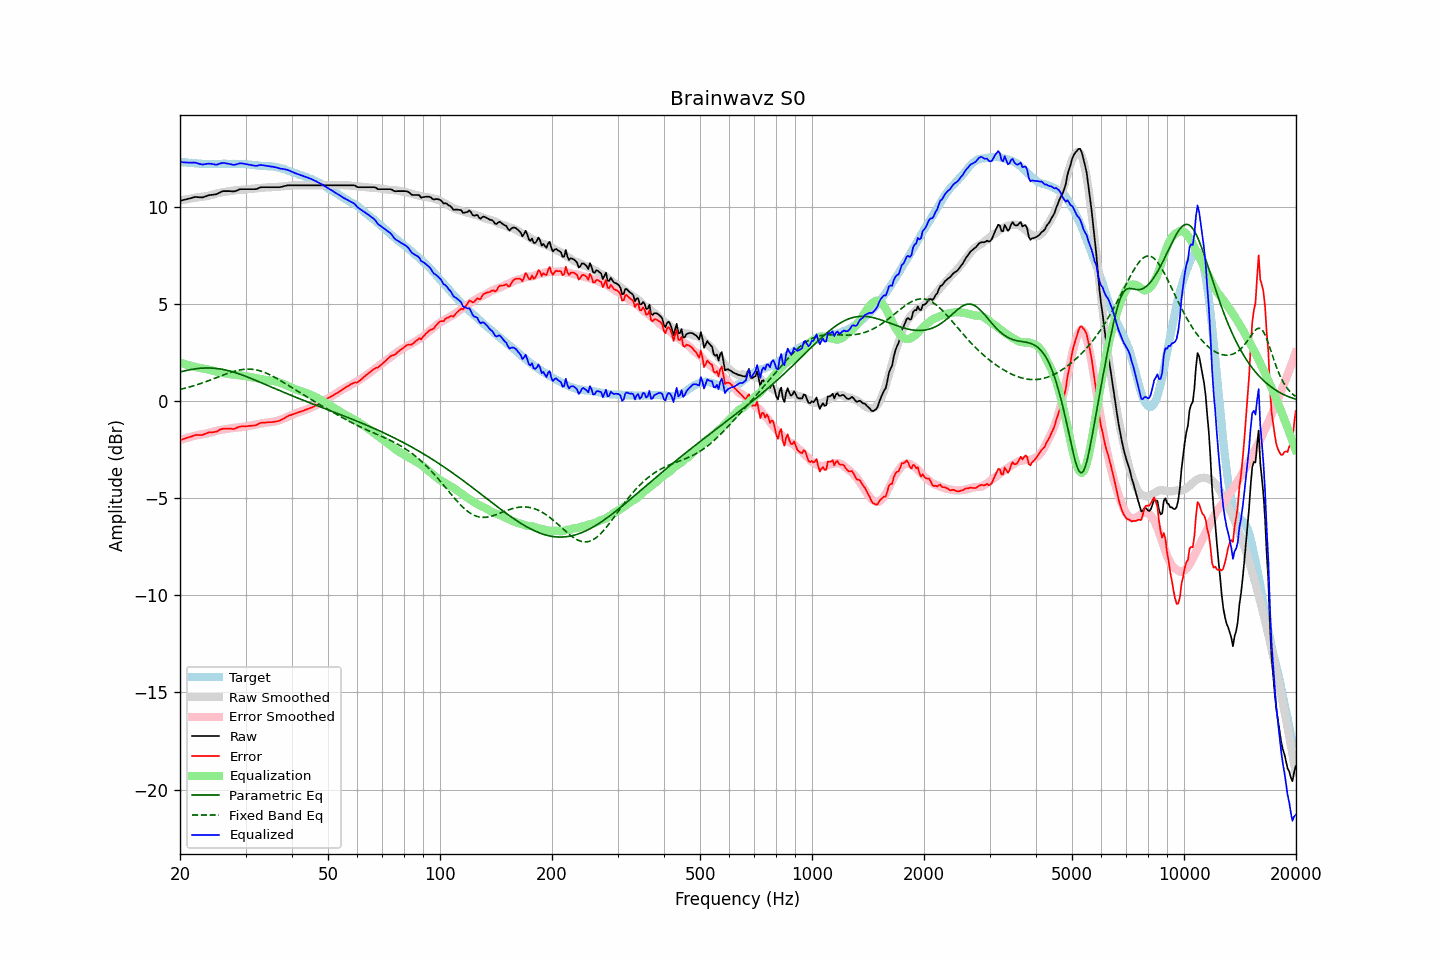 Brainwavz S0
Amplitude (dBr)
10
5
0
−5
−10
−15
−20
Target
Raw Smoothed
Error Smoothed
Raw
Error
Equalization
Parametric Eq
Fixed Band Eq
Equalized
20 50 100 200 500 1000 2000 5000 10000 20000
Frequency (Hz)